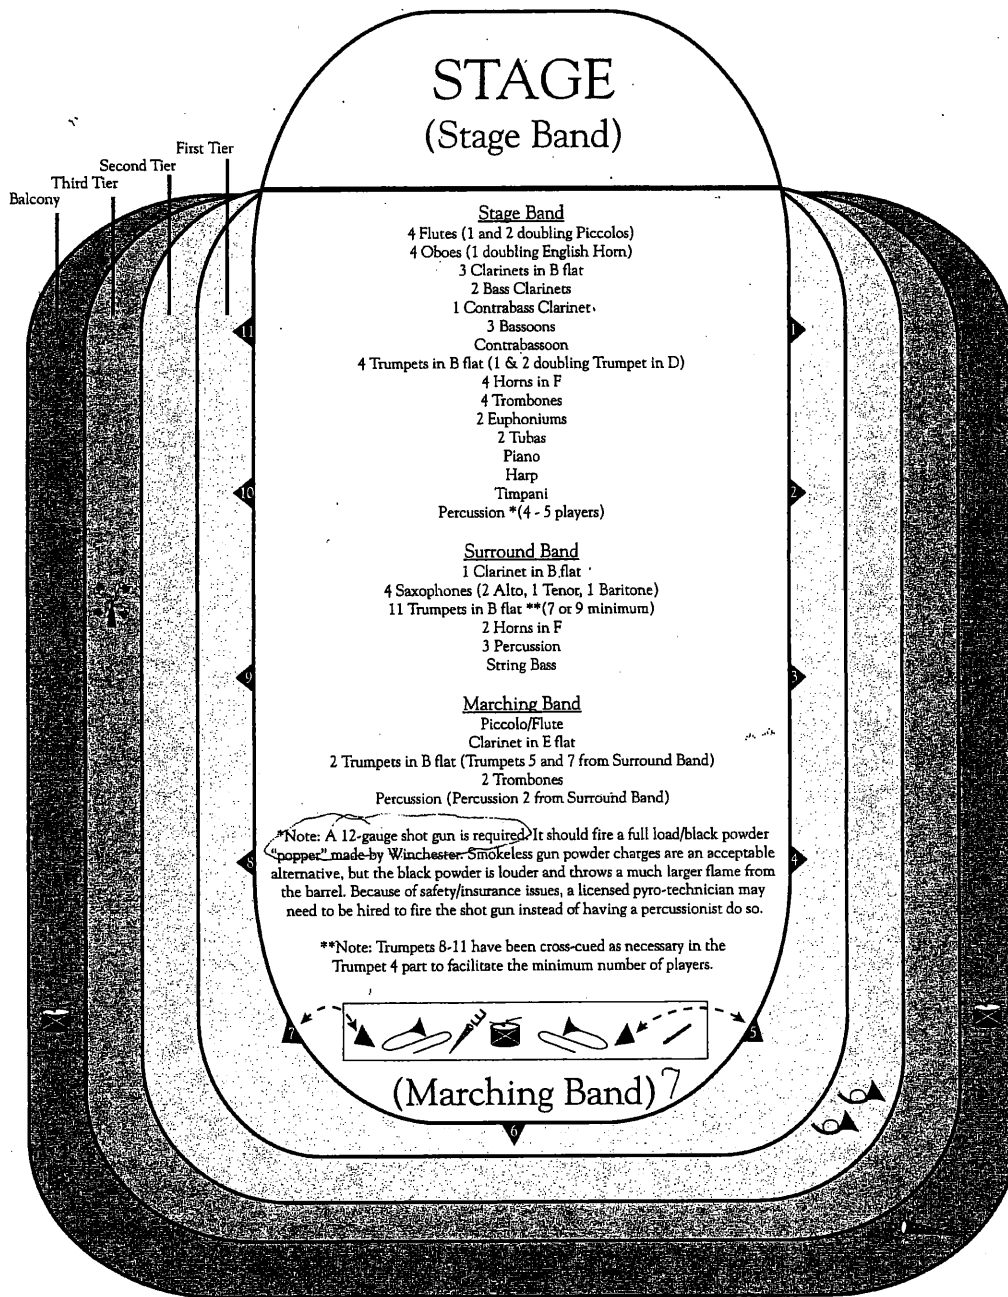 STAGE
(Stage Band)
First Tier
Second Tier
Third Tier
Balcony
Stage Band
4 Flutes (1 and 2 doubling Piccolos)
4 Oboes (1 doubling English Horn)
3 Clarinets in B flat
2 Bass Clarinets
1 Contrabass Clarinet
3 Bassoons
Contrabassoon
4 Trumpets in B flat (1 & 2 doubling Trumpet in D)
4 Horns in F
4 Trombones
2 Euphoniums
2 Tubas
Piano
Harp
Timpani
Percussion *(4 - 5 players)
Surround Band
1 Clarinet in B flat
4 Saxophones (2 Alto, 1 Tenor, 1 Baritone)
11 Trumpets in B flat **(7 or 9 minimum)
2 Horns in F
3 Percussion
String Bass
Marching Band
Piccolo/Flute
Clarinet in E flat
2 Trumpets in B flat (Trumpets 5 and 7 from Surround Band)
2 Trombones
Percussion (Percussion 2 from Surround Band)
*Note: A 12-gauge shot gun is required. It should fire a full load/black powder
"popper" made by Winchester. Smokeless gun powder charges are an acceptable
alternative, but the black powder is louder and throws a much larger flame from
the barrel. Because of safety/insurance issues, a licensed pyro-technician may
need to be hired to fire the shot gun instead of having a percussionist do so.
**Note: Trumpets 8-11 have been cross-cued as necessary in the
Trumpet 4 part to facilitate the minimum number of players.
(Marching Band) 7
11
1
10
2
9
3
8
4
7
5
6